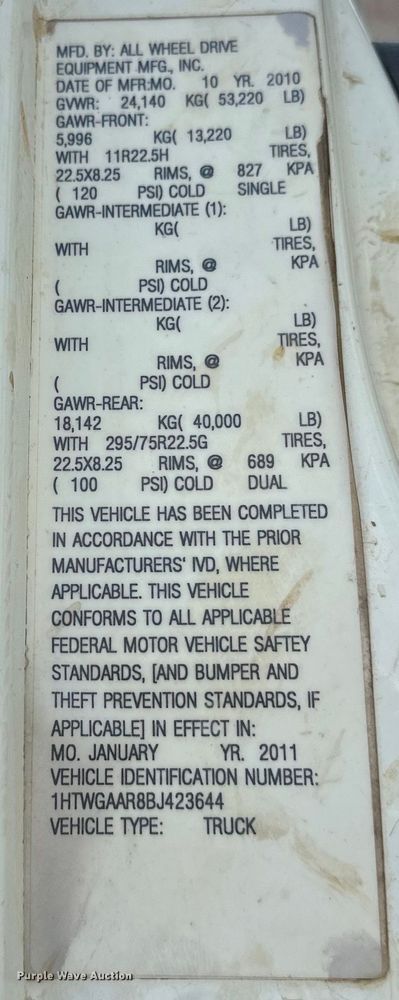 MFD. BY: ALL WHEEL DRIVE
EQUIPMENT MFG., INC.
DATE OF MFR:MO. 10 YR. 2010
GVWR: 24,140 KG( 53,220 LB)
GAWR-FRONT:
5,996 KG( 13,220 LB)
WITH 11R22.5H TIRES,
22.5X8.25 RIMS, @ 827 KPA
( 120 PSI) COLD SINGLE
GAWR-INTERMEDIATE (1):
KG( LB)
WITH TIRES,
RIMS, @ KPA
( PSI) COLD
GAWR-INTERMEDIATE (2):
KG( LB)
WITH TIRES,
RIMS, @ KPA
( PSI) COLD
GAWR-REAR:
18,142 KG( 40,000 LB)
WITH 295/75R22.5G TIRES,
22.5X8.25 RIMS, @ 689 KPA
( 100 PSI) COLD DUAL
THIS VEHICLE HAS BEEN COMPLETED
IN ACCORDANCE WITH THE PRIOR
MANUFACTURERS' IVD, WHERE
APPLICABLE. THIS VEHICLE
CONFORMS TO ALL APPLICABLE
FEDERAL MOTOR VEHICLE SAFTEY
STANDARDS, [AND BUMPER AND
THEFT PREVENTION STANDARDS, IF
APPLICABLE] IN EFFECT IN:
MO. JANUARY YR. 2011
VEHICLE IDENTIFICATION NUMBER:
1HTWGAAR8BJ423644
VEHICLE TYPE: TRUCK
Purple Wave Auction